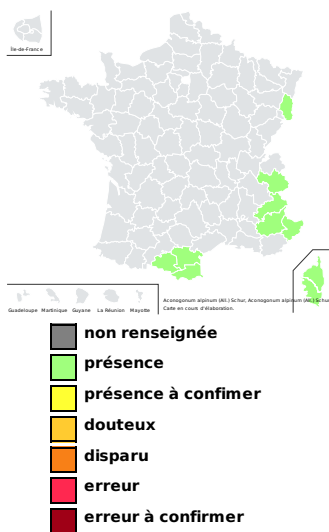 Île-de-France
Aconogonum alpinum (All.) Schur, Aconogonum alpinum (All.) Schur
Carte en cours d'élaboration.
Guadeloupe Martinique Guyane La Réunion Mayotte
non renseignée
présence
présence à confimer
douteux
disparu
erreur
erreur à confirmer